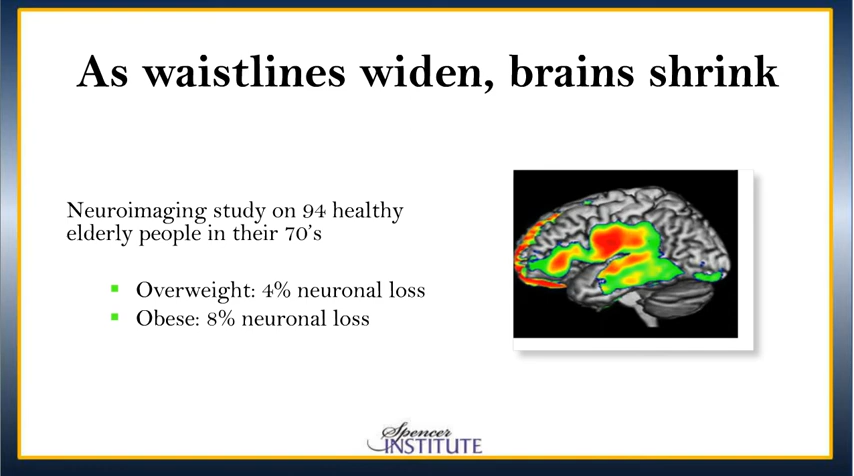 As waistlines widen, brains shrink
Neuroimaging study on 94 healthy
elderly people in their 70's
Overweight: 4% neuronal loss
Obese: 8% neuronal loss
Spencer
INSTITUTE